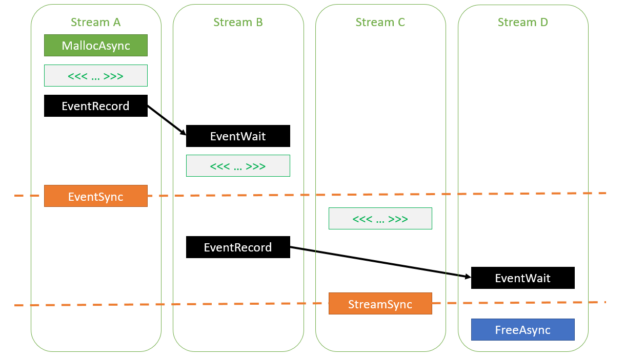 Stream A
Stream B
Stream C
Stream D
MallocAsync
<<< ... >>>
EventRecord
EventWait
<<< ... >>>
EventSync
<<< ... >>>
EventRecord
EventWait
StreamSync
FreeAsync